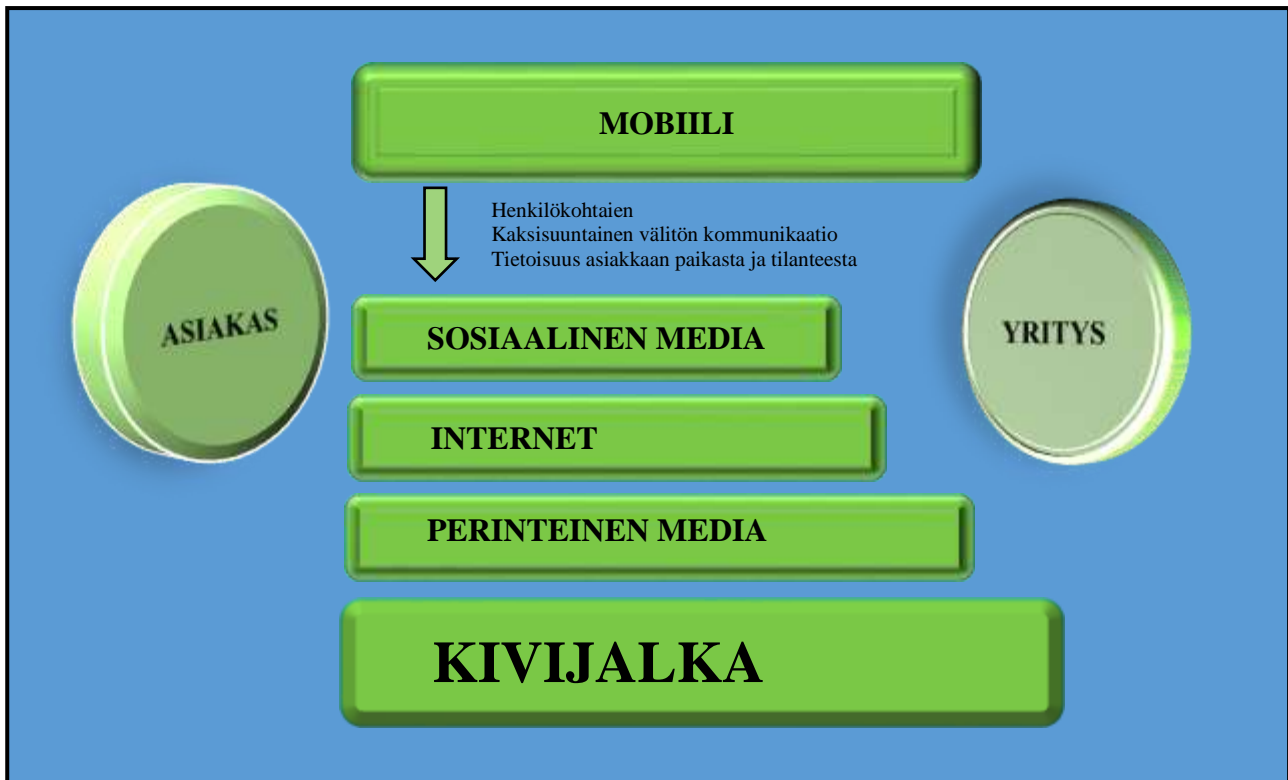 MOBIILI
Henkilökohtaien
Kaksisuuntainen välitön kommunikaatio
Tietoisuus asiakkaan paikasta ja tilanteesta
ASIAKAS
YRITYS
SOSIAALINEN MEDIA
INTERNET
PERINTEINEN MEDIA
KIVIJALKA